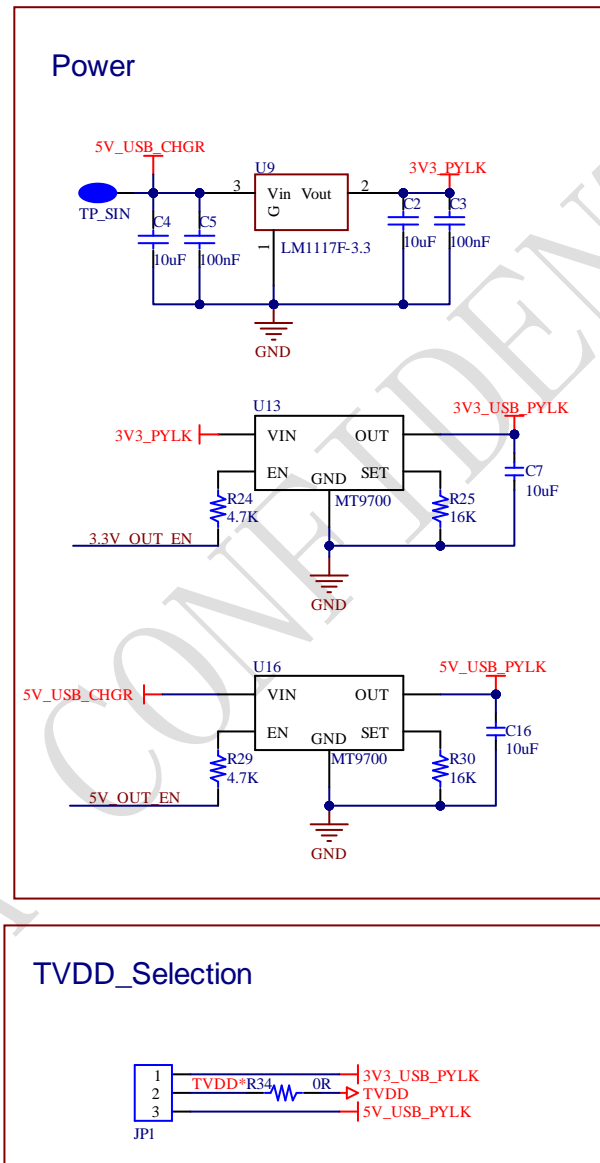 Power
5V_USB_CHGR
U9
3V3_PYLK
3
Vin
Vout
2
TP_SIN
G
C4
C5
C2
C3
1
LM1117F-3.3
10uF
100nF
10uF
100nF
GND
U13
3V3_USB_PYLK
3V3_PYLK
VIN
OUT
EN
GND
SET
C7
10uF
R24
4.7K
MT9700
R25
16K
3.3V_OUT_EN
GND
U16
5V_USB_PYLK
5V_USB_CHGR
VIN
OUT
EN
GND
SET
C16
10uF
R29
4.7K
MT9700
R30
16K
5V_OUT_EN
GND
TVDD_Selection
1
3V3_USB_PYLK
2
TVDD*
R34
0R
TVDD
3
5V_USB_PYLK
JP1
CONFIDENT